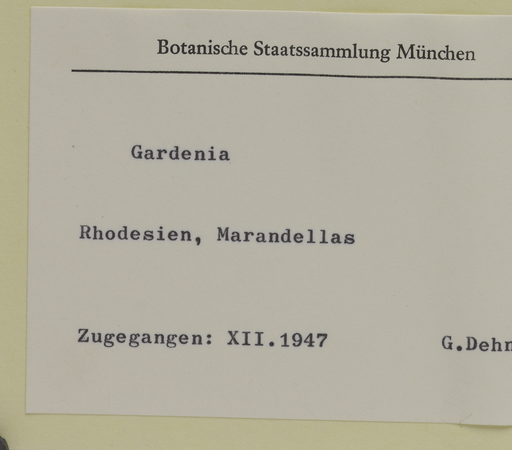 Botanische Staatssammlung München
Gardenia
Rhodesien, Marandellas
Zugegangen: XII.1947 G.Dehn